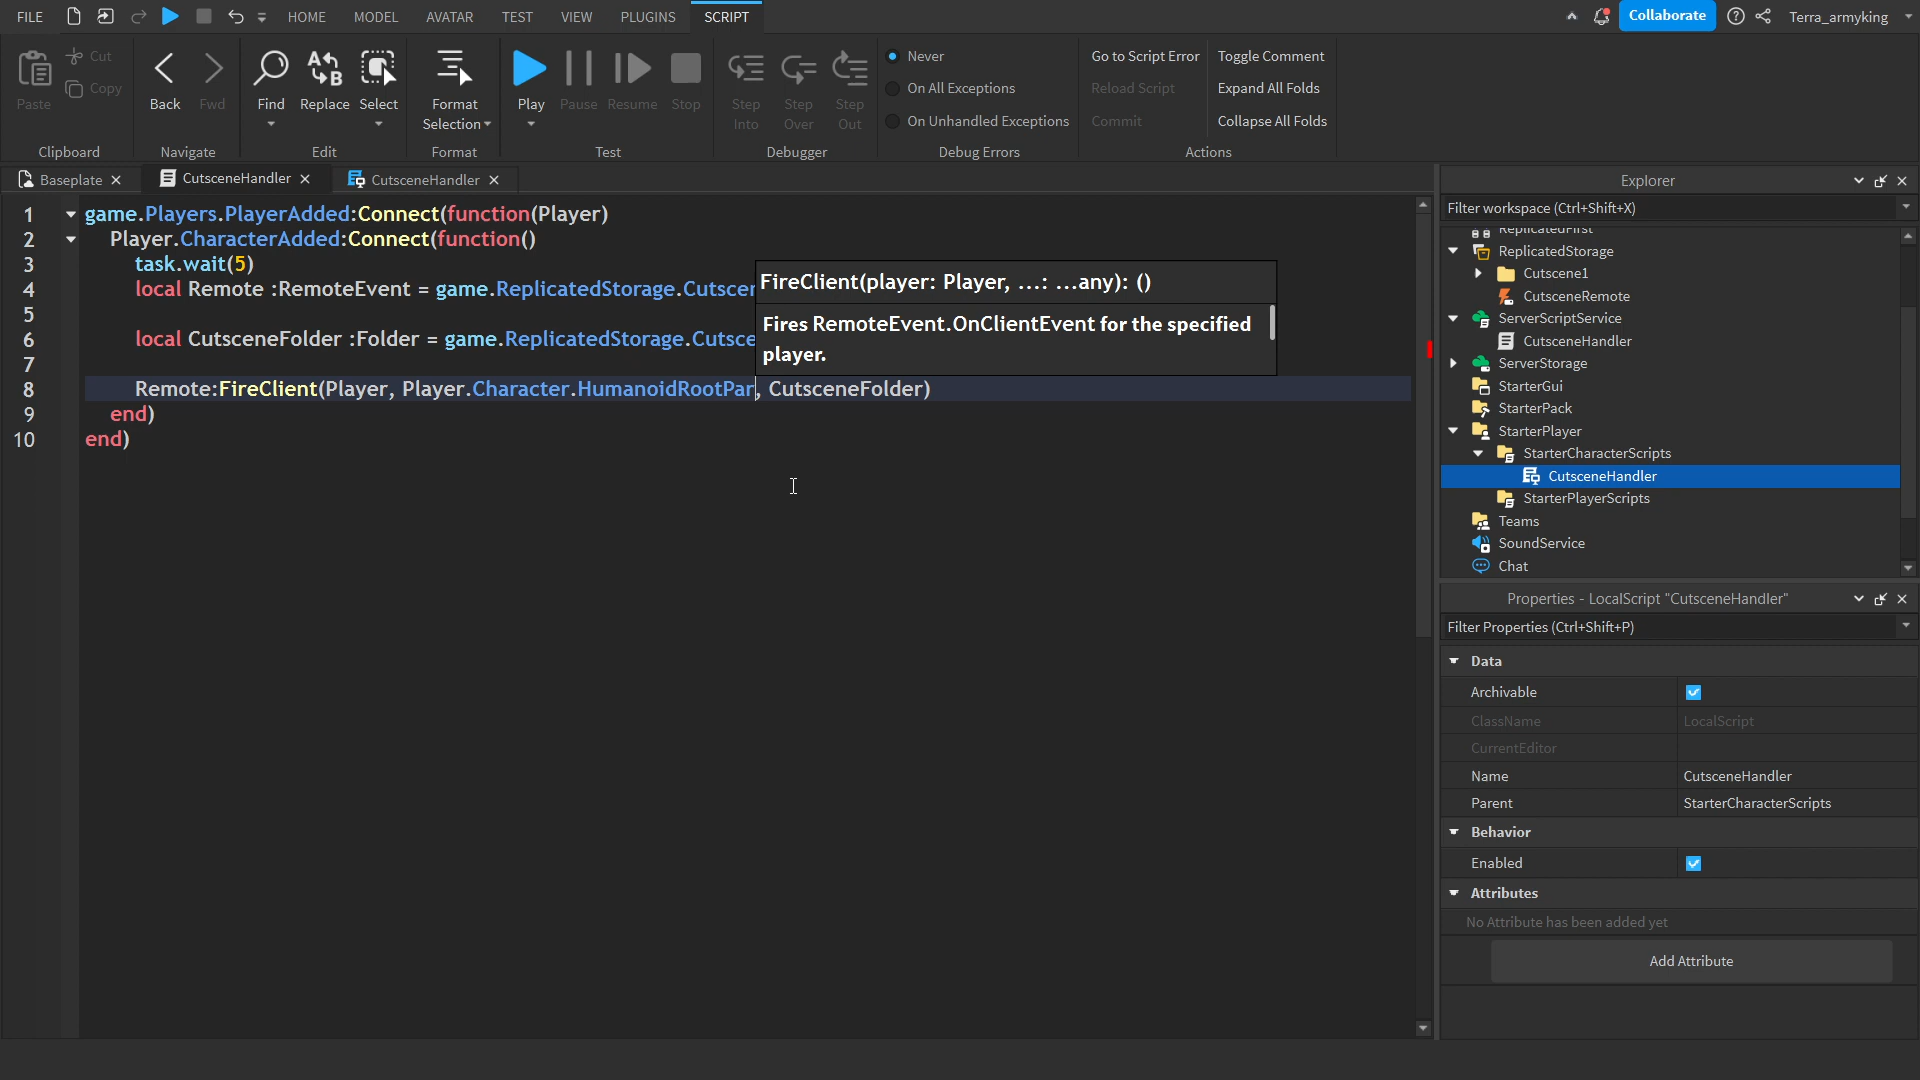 FILE
HOME
MODEL
AVATAR
TEST
VIEW
PLUGINS
SCRIPT
Collaborate
Terra_armyking
Paste
Cut
Copy
Clipboard
Back
Fwd
Navigate
Find
Replace
Select
Edit
Format
Selection
Format
Play
Pause
Resume
Stop
Test
Step
Into
Step
Over
Step
Out
Debugger
Never
On All Exceptions
On Unhandled Exceptions
Debug Errors
Go to Script Error
Reload Script
Commit
Toggle Comment
Expand All Folds
Collapse All Folds
Actions
Baseplate
CutsceneHandler
CutsceneHandler
1 game.Players.PlayerAdded:Connect(function(Player)
2 Player.CharacterAdded:Connect(function()
3 task.wait(5)
4 local Remote :RemoteEvent = game.ReplicatedStorage.Cutscen
5
6 local CutsceneFolder :Folder = game.ReplicatedStorage.Cutsce
7
8 Remote:FireClient(Player, Player.Character.HumanoidRootPar, CutsceneFolder)
9 end)
10 end)
FireClient(player: Player, ...: ...any): ()
Fires RemoteEvent.OnClientEvent for the specified
player.
Explorer
Filter workspace (Ctrl+Shift+X)
ReplicatedFirst
ReplicatedStorage
Cutscene1
CutsceneRemote
ServerScriptService
CutsceneHandler
ServerStorage
StarterGui
StarterPack
StarterPlayer
StarterCharacterScripts
CutsceneHandler
StarterPlayerScripts
Teams
SoundService
Chat
Properties - LocalScript "CutsceneHandler"
Filter Properties (Ctrl+Shift+P)
Data
Archivable
ClassName LocalScript
CurrentEditor
Name CutsceneHandler
Parent StarterCharacterScripts
Behavior
Enabled
Attributes
No Attribute has been added yet
Add Attribute